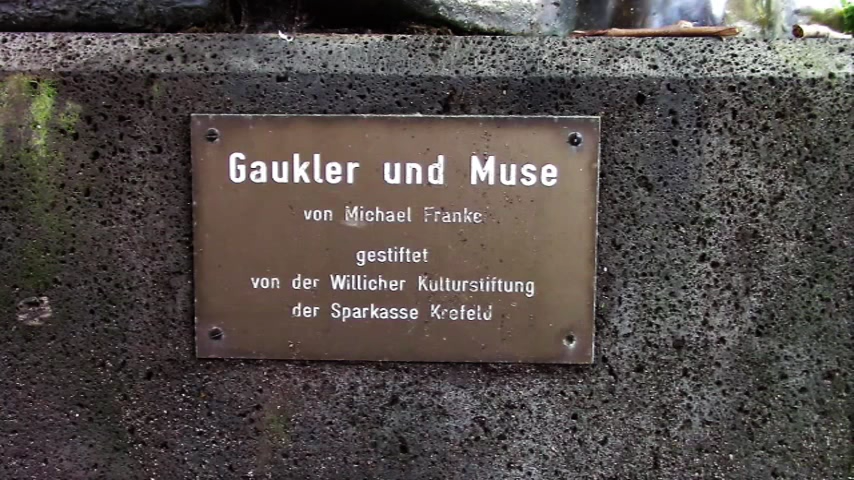 Gaukler und Muse
von Michael Franke
gestiftet
von der Willicher Kulturstiftung
der Sparkasse Krefeld